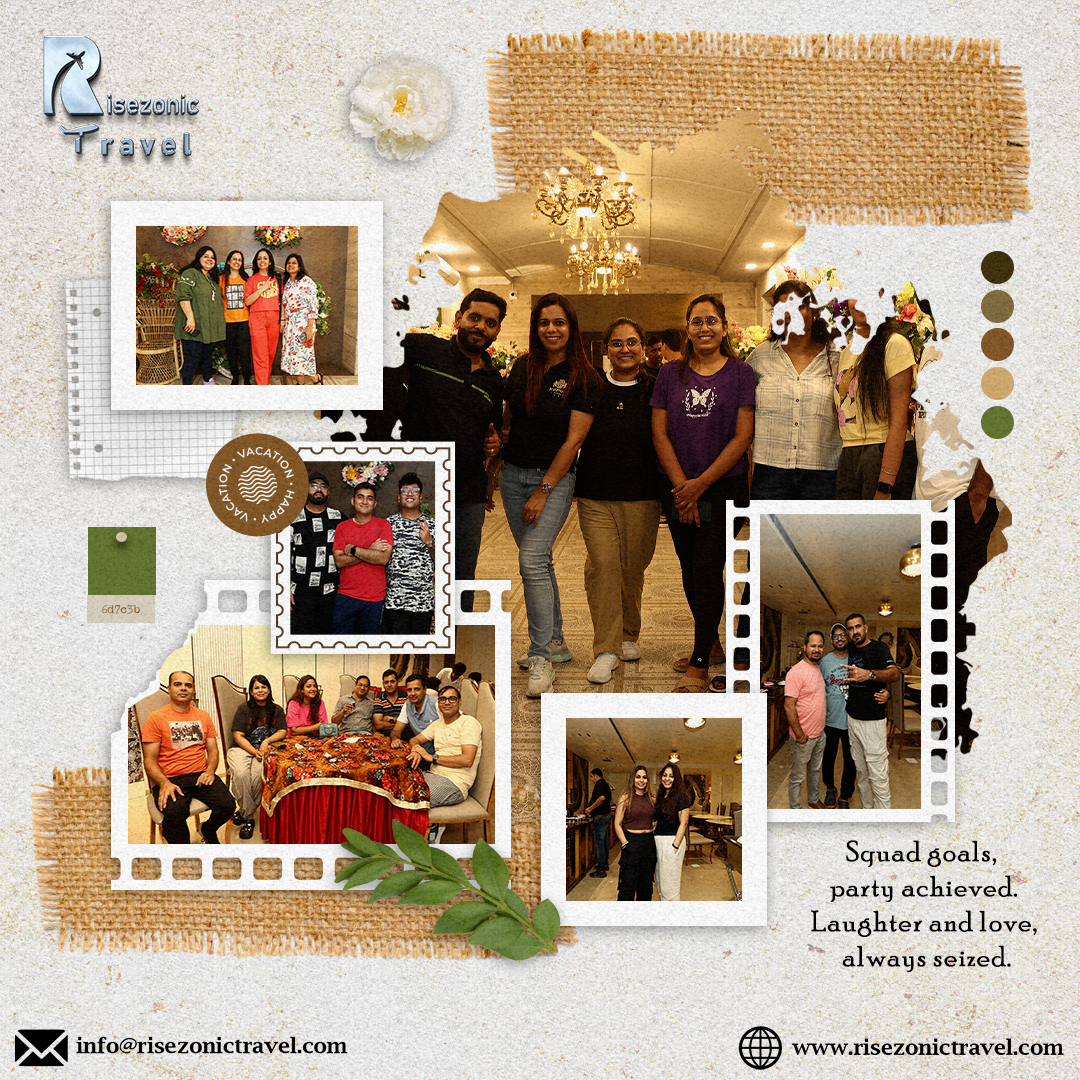 Risezonic
Travel
VACATION • HAPPY • VACATION •
6d7c3b
Squad goals,
party achieved.
Laughter and love,
always seized.
info@risezonictravel.com
www.risezonictravel.com